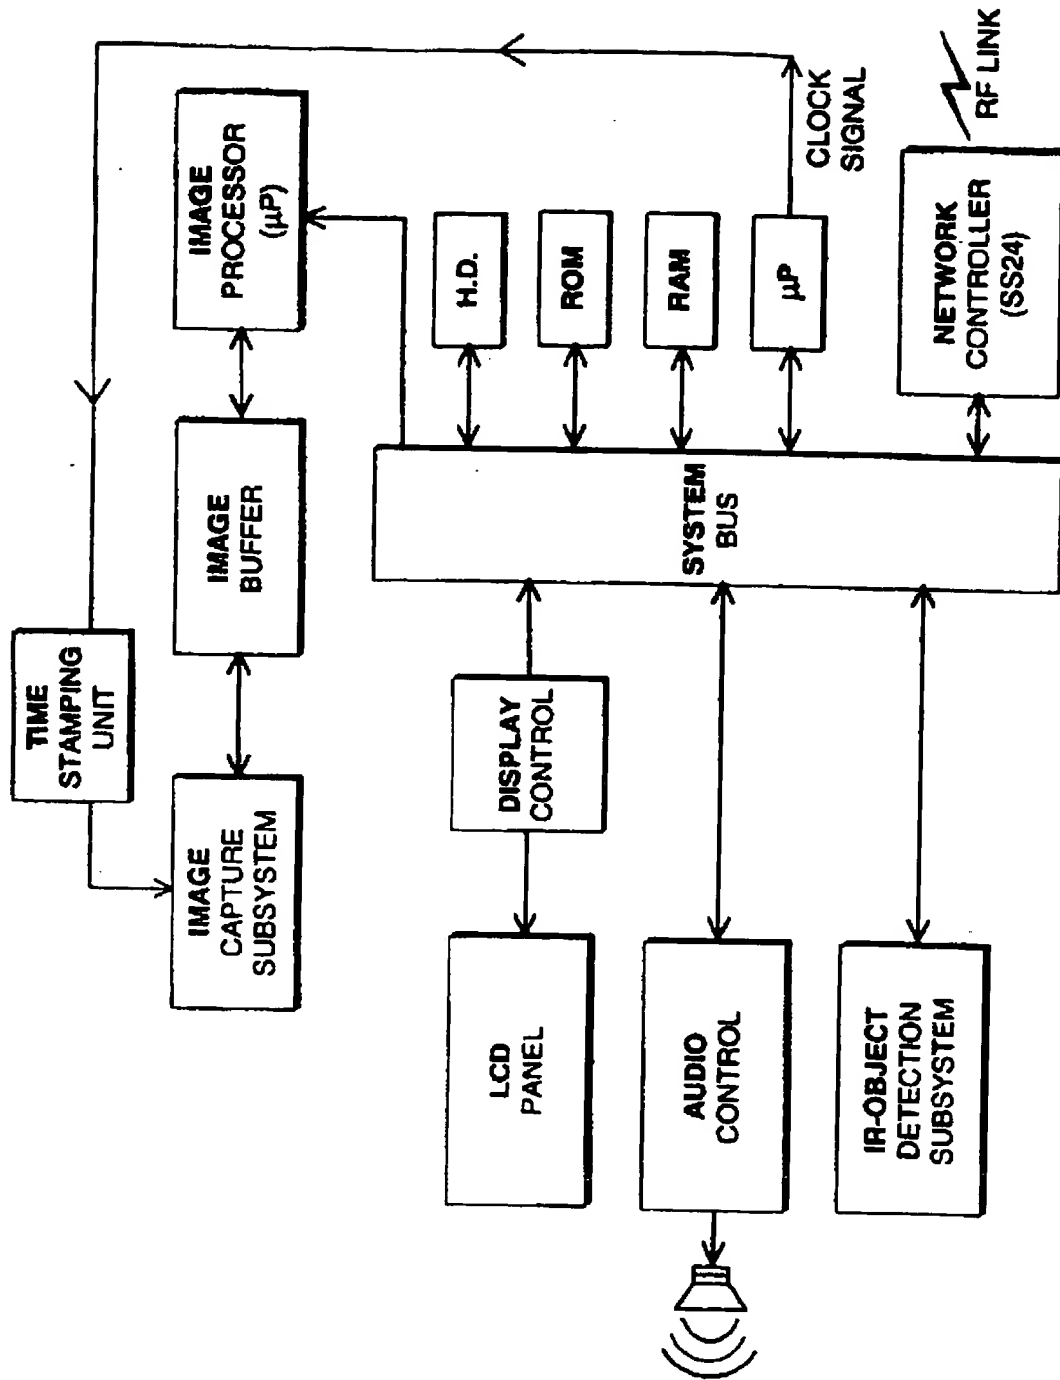 TIME
STAMPING
UNIT
IMAGE
CAPTURE
SUBSYSTEM
IMAGE
BUFFER
IMAGE
PROCESSOR
(µP)
LCD
PANEL
DISPLAY
CONTROL
H.D.
ROM
RAM
µP
CLOCK
SIGNAL
SYSTEM
BUS
AUDIO
CONTROL
IR-OBJECT
DETECTION
SUBSYSTEM
NETWORK
CONTROLLER
(SS24)
RF LINK